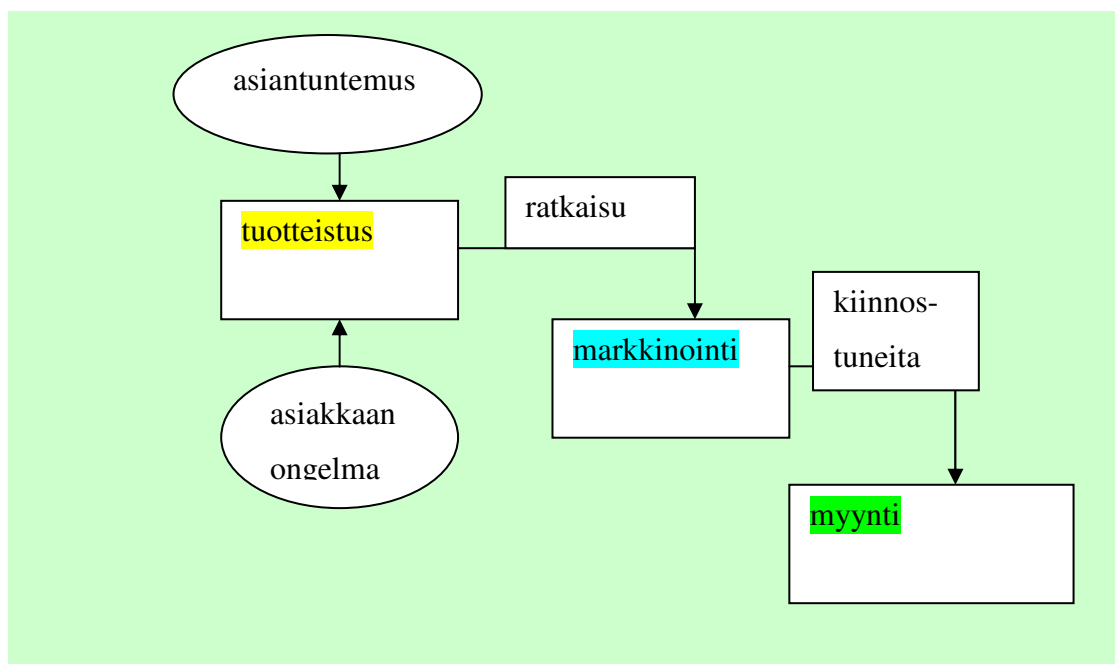 asiantuntemus
ratkaisu
tuotteistus
kiinnos-
tuneita
markkinointi
asiakkaan
ongelma
myynti